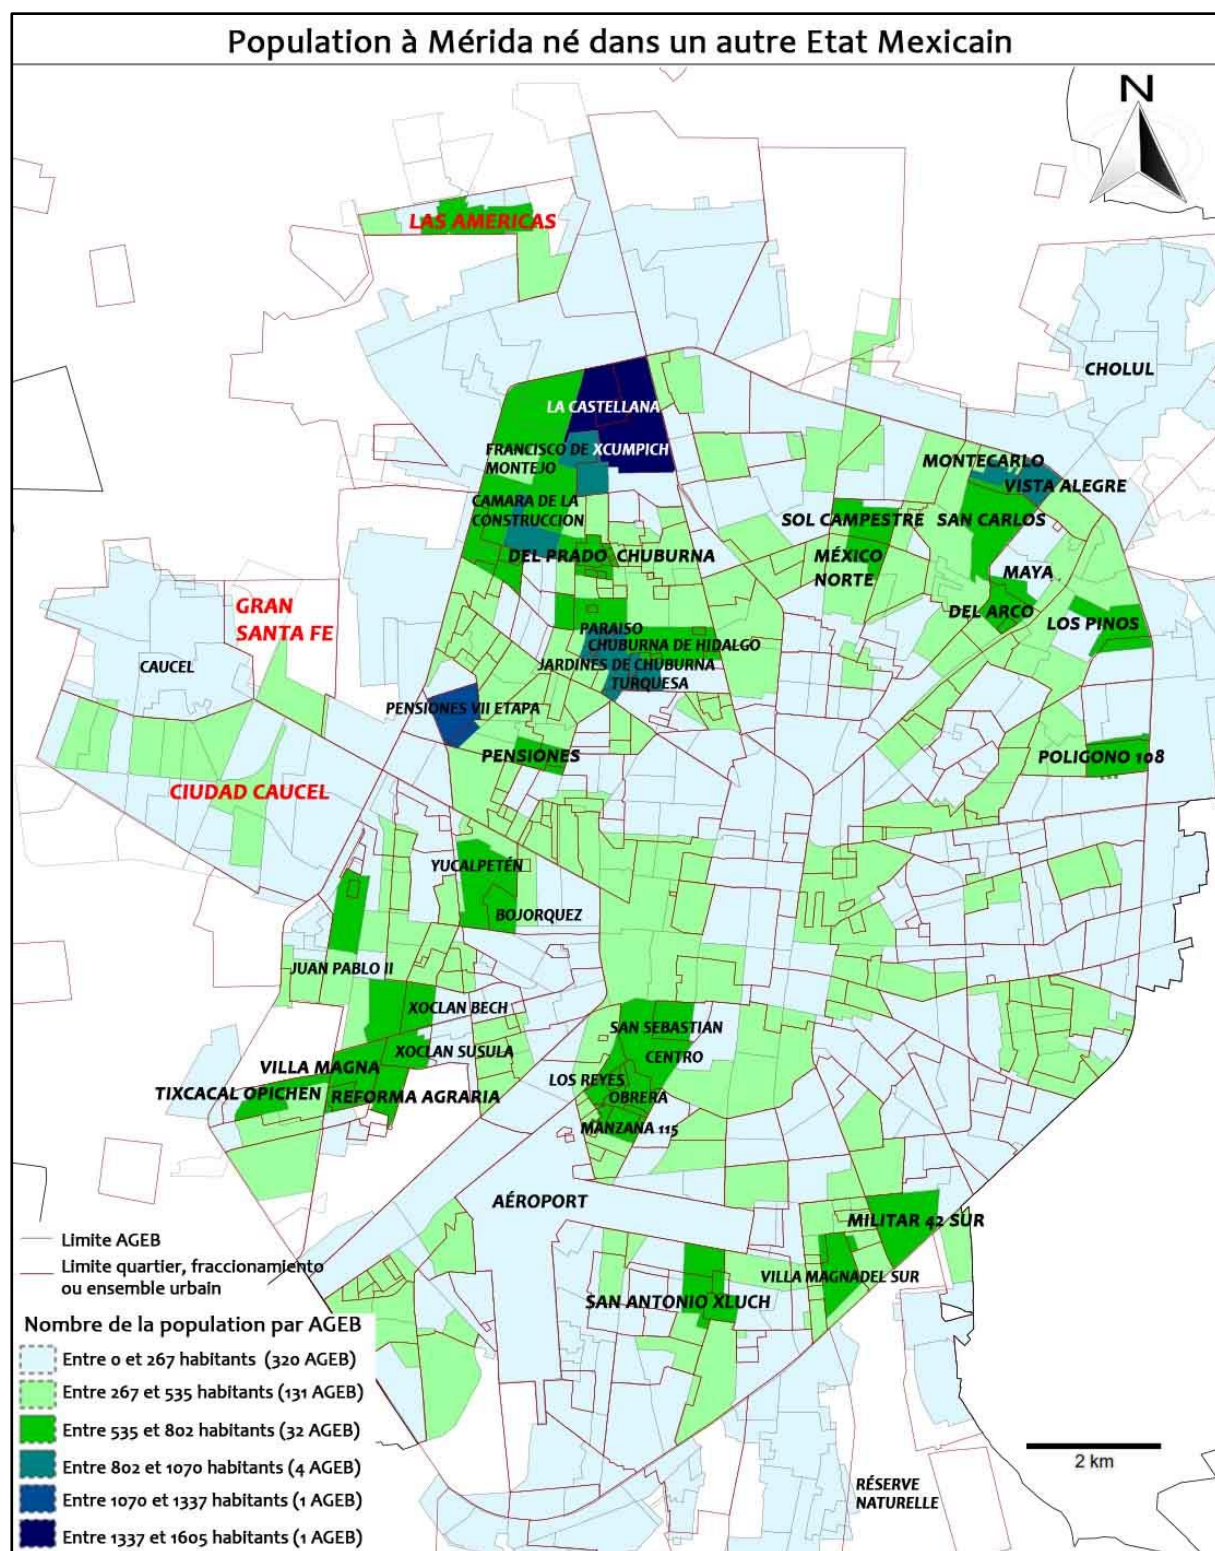 Population à Mérida né dans un autre Etat Mexicain
N
LAS AMERICAS
CHOLUL
LA CASTELLANA
FRANCISCO DE
MONTEJO
XCUMPICH
MONTECARLO
VISTA ALEGRE
CAMARA DE LA
CONSTRUCCION
SOL CAMPESTRE
SAN CARLOS
DEL PRADO
CHUBURNA
MÉXICO
NORTE
MAYA
GRAN
SANTA FE
DEL ARCO
LOS PINOS
PARAISO
CHUBURNA DE HIDALGO
CAUCEL
JARDINES DE CHUBURNA
TURQUESA
PENSIONES VII ETAPA
PENSIONES
POLIGONO 108
CIUDAD CAUCEL
YUCALPETÉN
BOJORQUEZ
JUAN PABLO II
XOCLAN BECH
SAN SEBASTIAN
XOCLAN SUSULA
CENTRO
VILLA MAGNA
LOS REYES
TIXCACAL OPICHEN
REFORMA AGRARIA
OBRERA
MANZANA 115
AÉROPORT
MILITAR 42 SUR
VILLA MAGNADEL SUR
SAN ANTONIO XLUCH
Limite AGEB
Limite quartier, fraccionamiento
ou ensemble urbain
Nombre de la population par AGEB
Entre 0 et 267 habitants (320 AGEB)
Entre 267 et 535 habitants (131 AGEB)
Entre 535 et 802 habitants (32 AGEB)
Entre 802 et 1070 habitants (4 AGEB)
Entre 1070 et 1337 habitants (1 AGEB)
Entre 1337 et 1605 habitants (1 AGEB)
2 km
RÉSERVE
NATURELLE